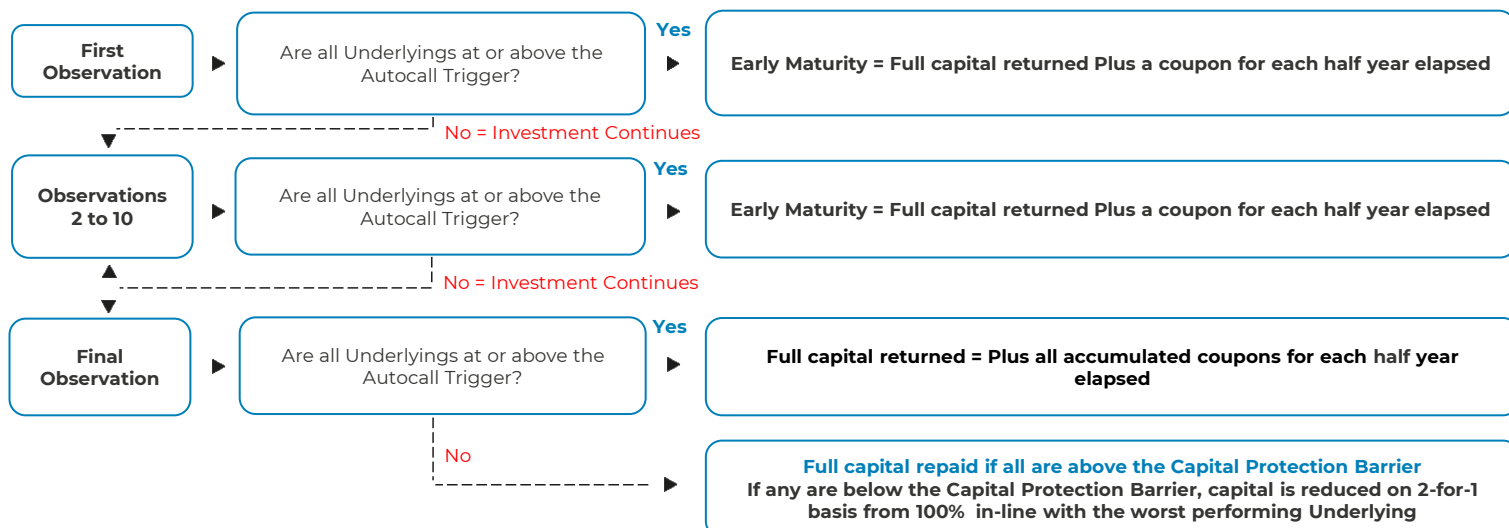 First
Observation
Are all Underlyings at or above the
Autocall Trigger?
Yes
Early Maturity = Full capital returned Plus a coupon for each half year elapsed
No = Investment Continues
Observations
2 to 10
Are all Underlyings at or above the
Autocall Trigger?
Yes
Early Maturity = Full capital returned Plus a coupon for each half year elapsed
No = Investment Continues
Final
Observation
Are all Underlyings at or above the
Autocall Trigger?
Yes
Full capital returned = Plus all accumulated coupons for each half year
elapsed
No
Full capital repaid if all are above the Capital Protection Barrier
If any are below the Capital Protection Barrier, capital is reduced on 2-for-1
basis from 100% in-line with the worst performing Underlying